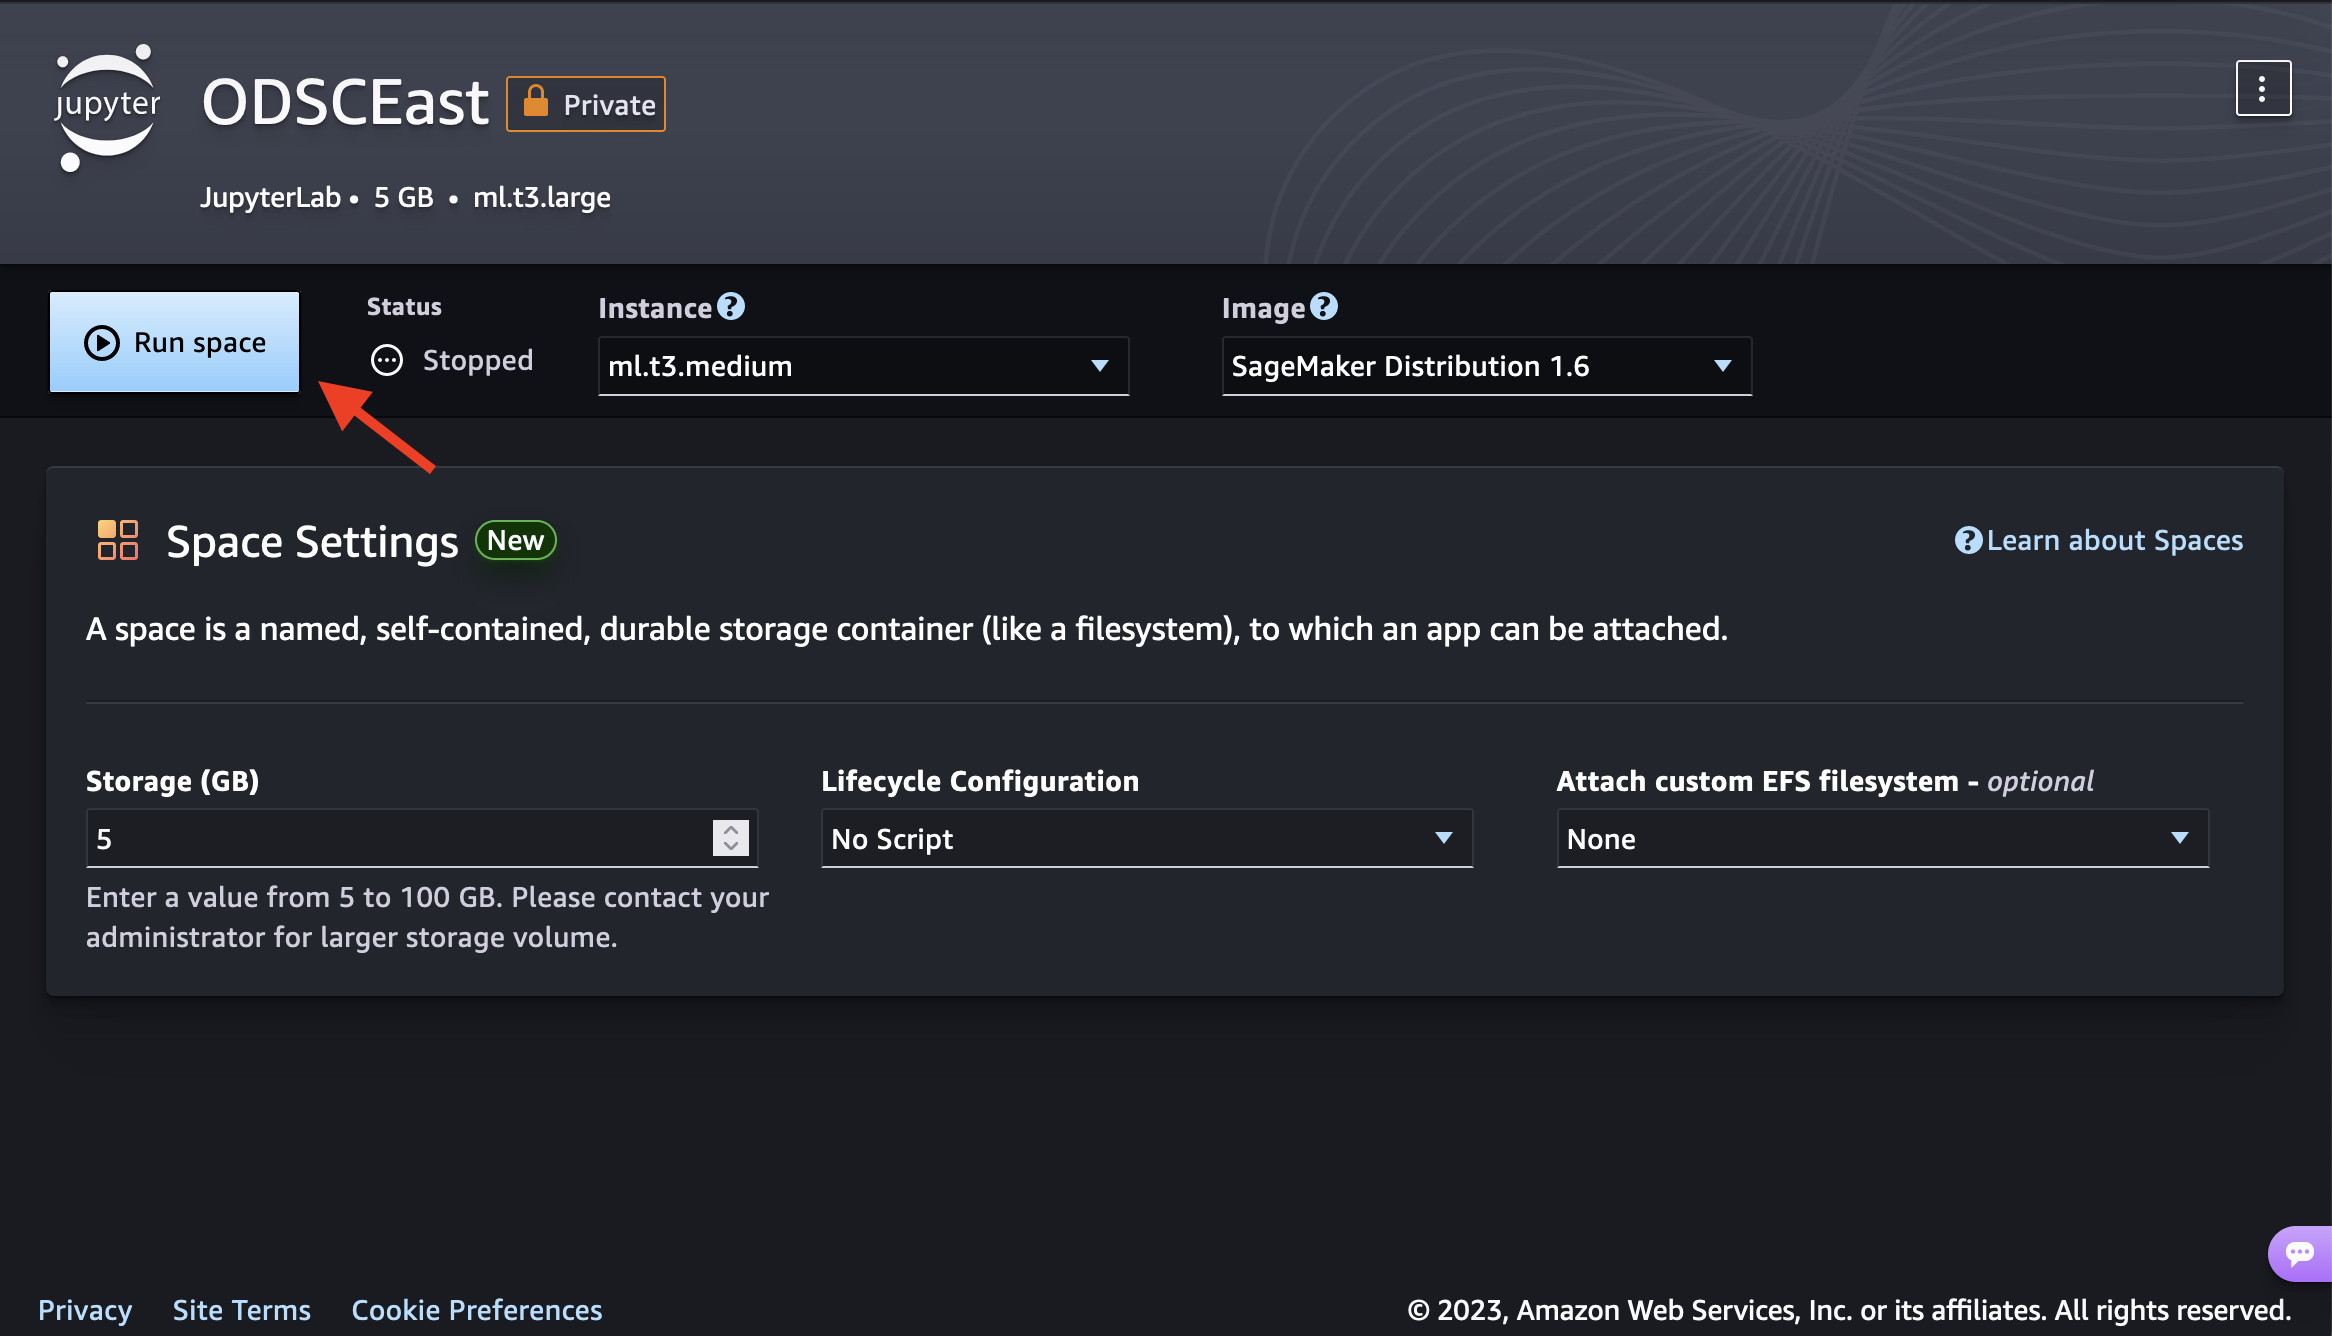 jupyter
ODSCEast
Private
JupyterLab • 5 GB • ml.t3.large
Run space
Status
Stopped
Instance ?
ml.t3.medium
Image ?
SageMaker Distribution 1.6
Space Settings
New
? Learn about Spaces
A space is a named, self-contained, durable storage container (like a filesystem), to which an app can be attached.
Storage (GB)
5
Enter a value from 5 to 100 GB. Please contact your
administrator for larger storage volume.
Lifecycle Configuration
No Script
Attach custom EFS filesystem - optional
None
Privacy
Site Terms
Cookie Preferences
© 2023, Amazon Web Services, Inc. or its affiliates. All rights reserved.